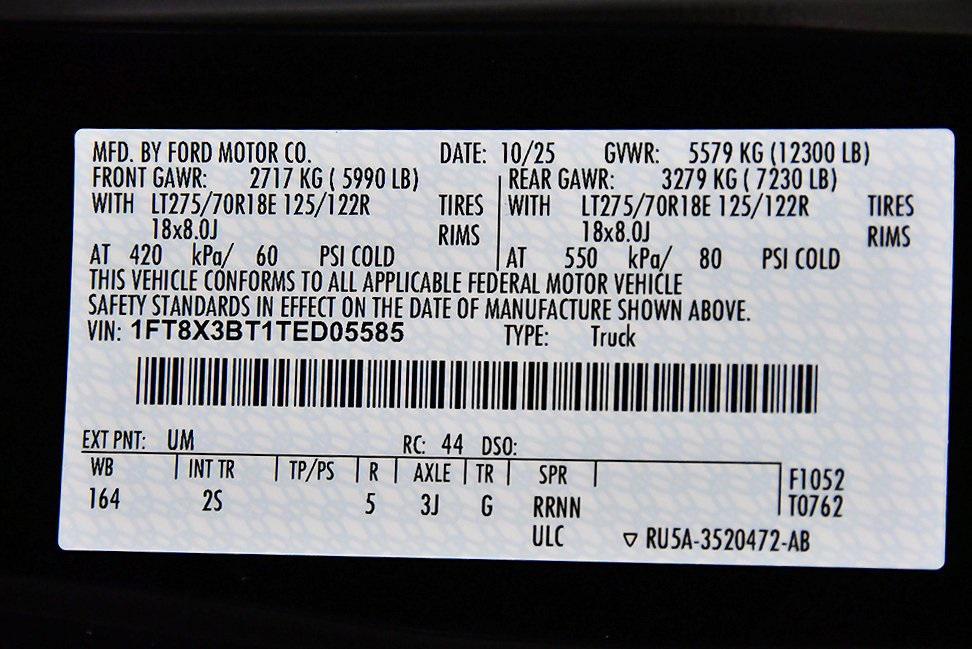 MFD. BY FORD MOTOR CO. DATE: 10/25 GVWR: 5579 KG (12300 LB)
FRONT GAWR: 2717 KG ( 5990 LB) REAR GAWR: 3279 KG ( 7230 LB)
WITH LT275/70R18E 125/122R TIRES WITH LT275/70R18E 125/122R TIRES
18x8.0J RIMS 18x8.0J RIMS
AT 420 kPa/ 60 PSI COLD AT 550 kPa/ 80 PSI COLD
THIS VEHICLE CONFORMS TO ALL APPLICABLE FEDERAL MOTOR VEHICLE
SAFETY STANDARDS IN EFFECT ON THE DATE OF MANUFACTURE SHOWN ABOVE.
VIN: 1FT8X3BT1TED05585 TYPE: Truck
EXT PNT: UM RC: 44 DSO:
WB INT TR TP/PS R AXLE TR SPR F1052
164 2S 5 3J G RRNN T0762
ULC ▽ RU5A-3520472-AB